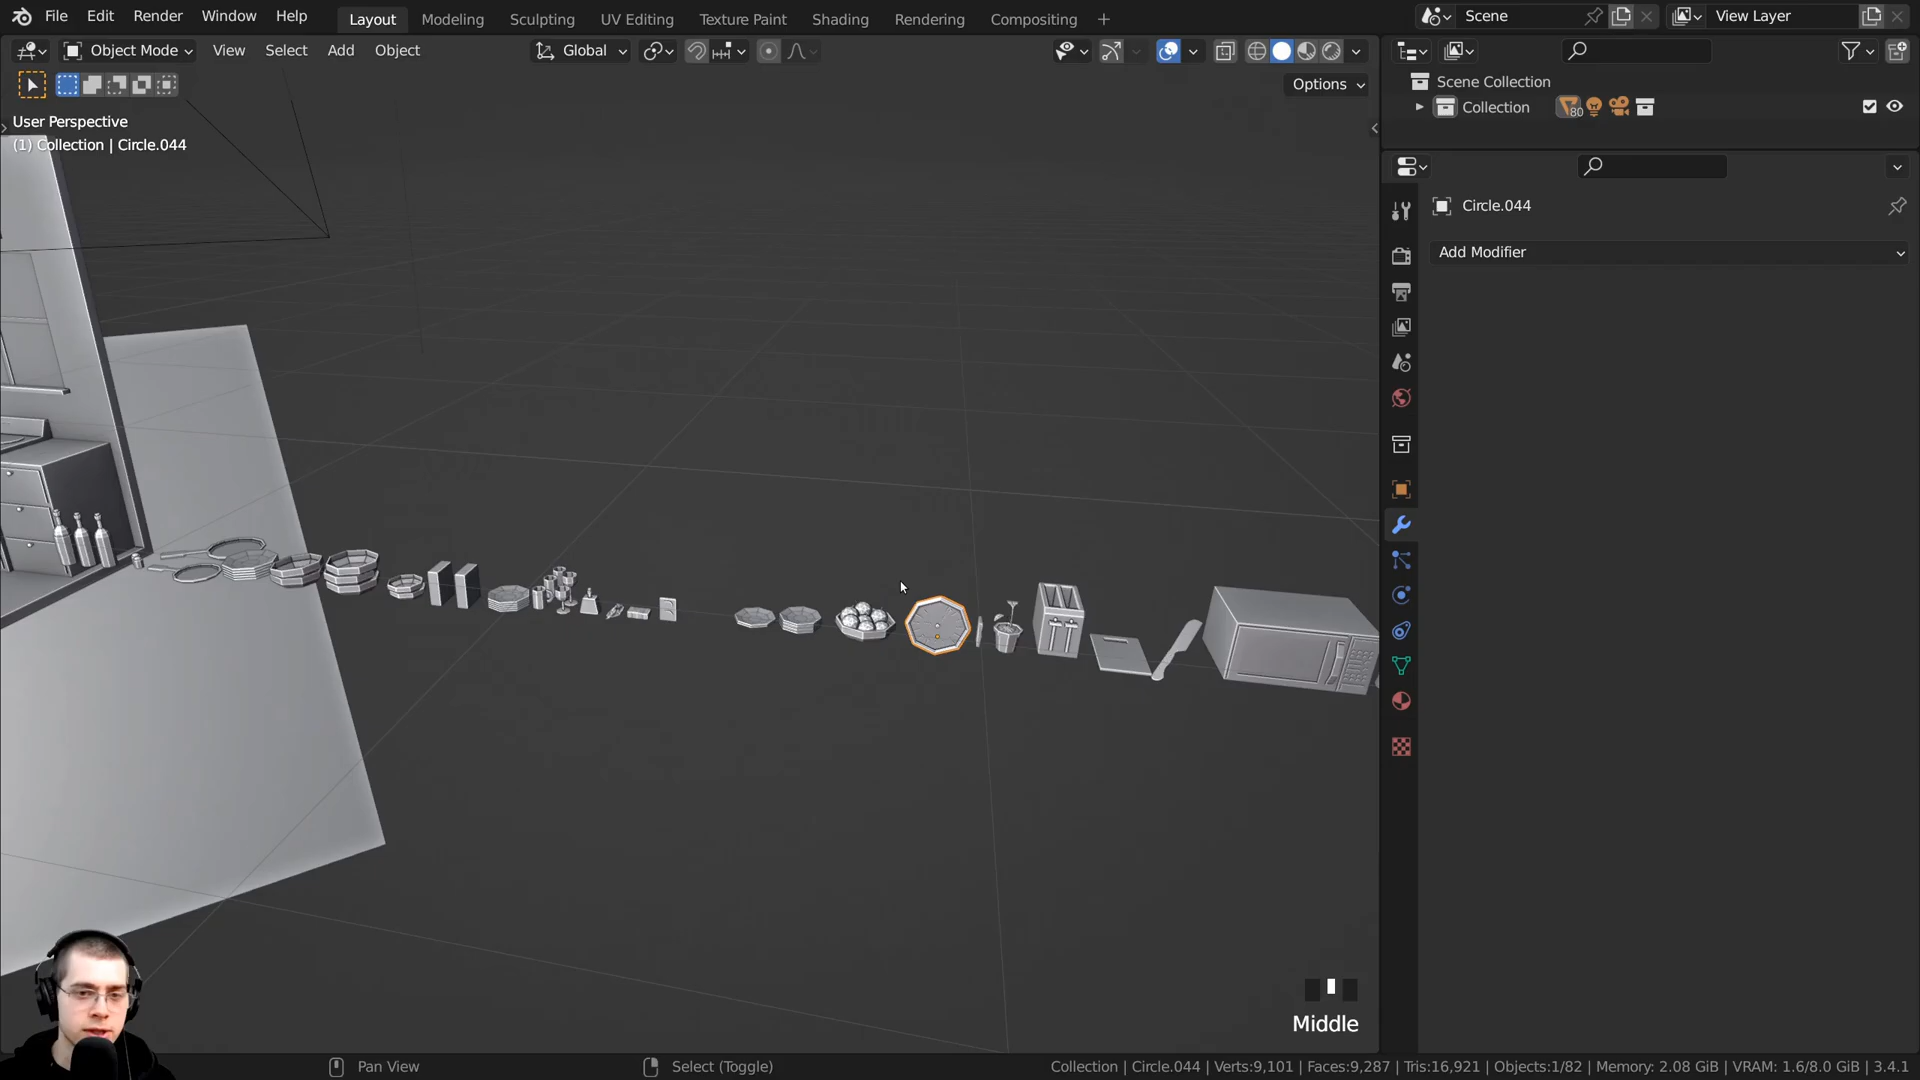 File Edit Render Window Help Layout Modeling Sculpting UV Editing Texture Paint Shading Rendering Compositing + Scene View Layer
Object Mode View Select Add Object Global
Options
User Perspective
(1) Collection | Circle.044
Scene Collection
Collection 80
Circle.044
Add Modifier
Middle
Pan View Select (Toggle) Collection | Circle.044 | Verts:9,101 | Faces:9,287 | Tris:16,921 | Objects:1/82 | Memory: 2.08 GiB | VRAM: 1.6/8.0 GiB | 3.4.1